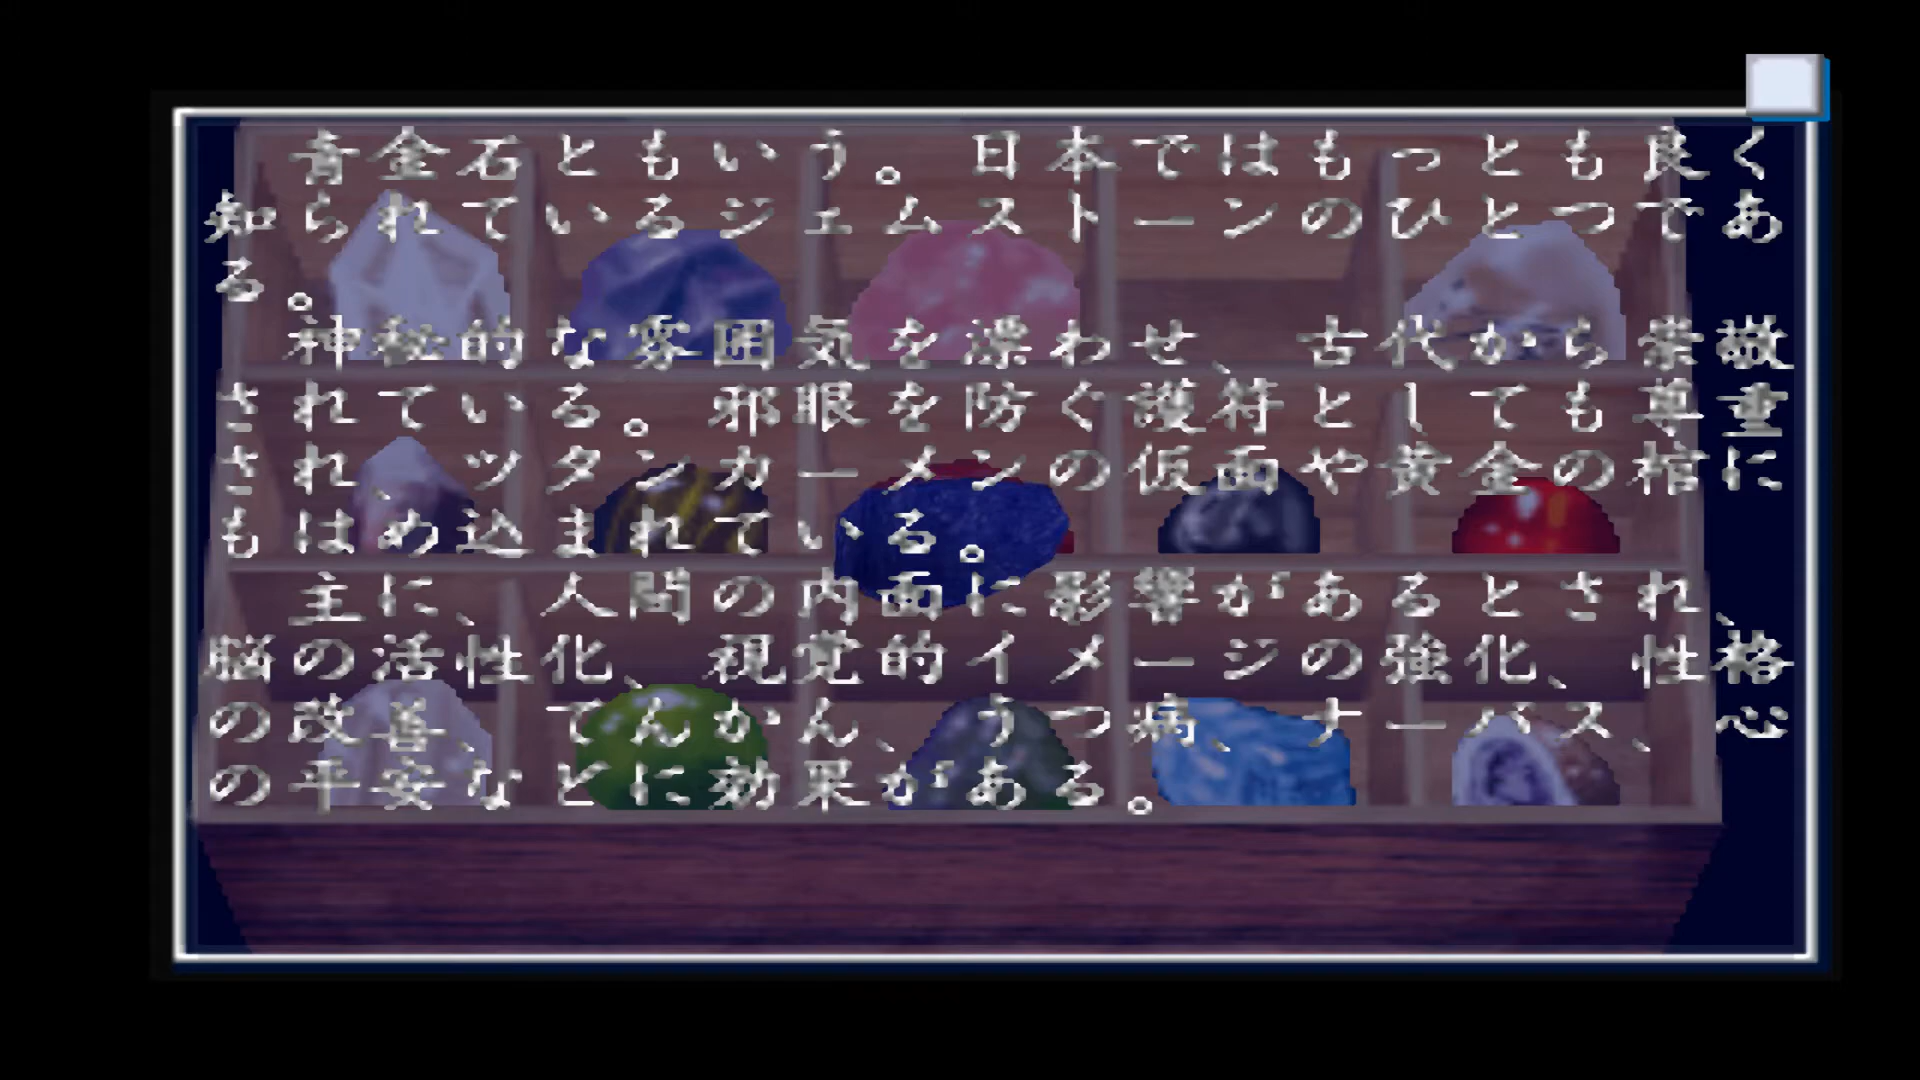 青金石ともいう。日本ではもっとも良く
知られているジェムストーンのひとつであ
る。
神秘的な雰囲気を漂わせ、古代から崇敬
されている。邪眼を防ぐ護符としても尊重
され、ツタンカーメンの仮面や黄金の棺に
もはめ込まれている。
主に、人間の内面に影響があるとされ、
脳の活性化、視覚的イメージの強化、性格
の改善、てんかん、うつ病、ナーバス、心
の平安などに効果がある。